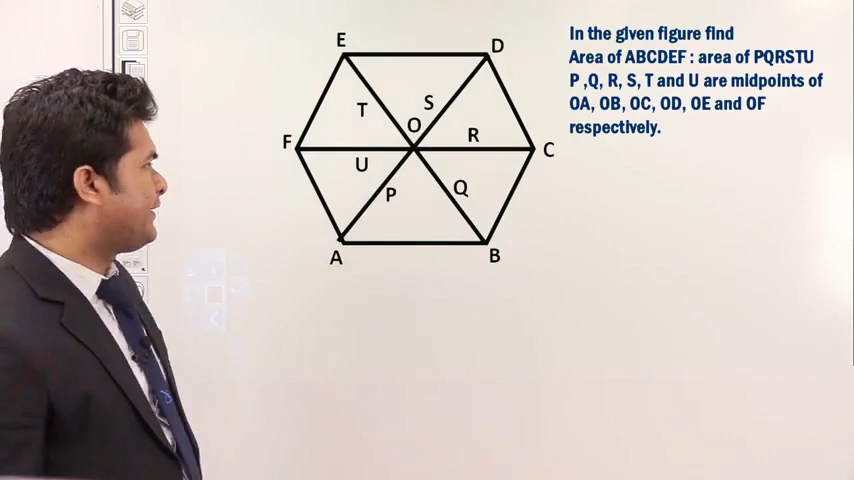 In the given figure find
Area of ABCDEF : area of PQRSTU
P ,Q, R, S, T and U are midpoints of
OA, OB, OC, OD, OE and OF
respectively.
E
D
T
S
O
F
R
C
U
P
Q
A
B